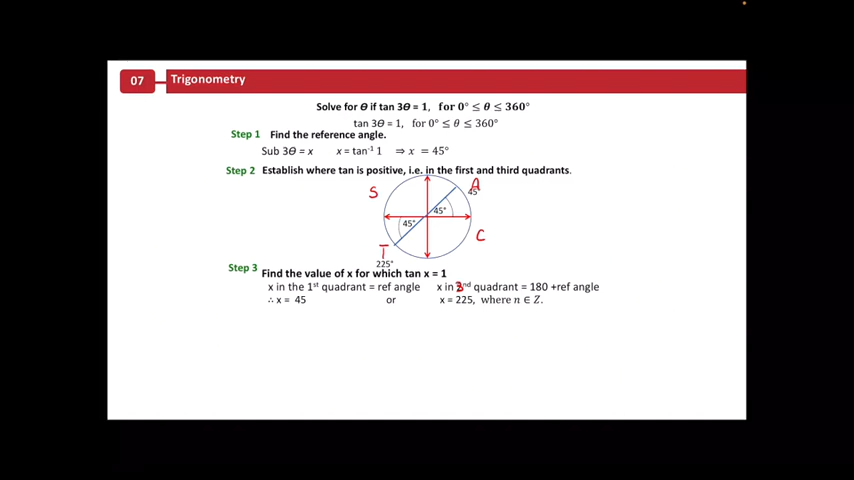 07 Trigonometry
Solve for θ if tan 3θ = 1, for 0° ≤ θ ≤ 360°
tan 3θ = 1, for 0° ≤ θ ≤ 360°
Step 1 Find the reference angle.
Sub 3θ = x x = tan⁻¹ 1 ⇒ x = 45°
Step 2 Establish where tan is positive, i.e. in the first and third quadrants.
S A
45°
45°
45°
C
T
225°
Step 3 Find the value of x for which tan x = 1
x in the 1st quadrant = ref angle x in 3nd quadrant = 180 +ref angle
∴ x = 45 or x = 225, where n ∈ Z.